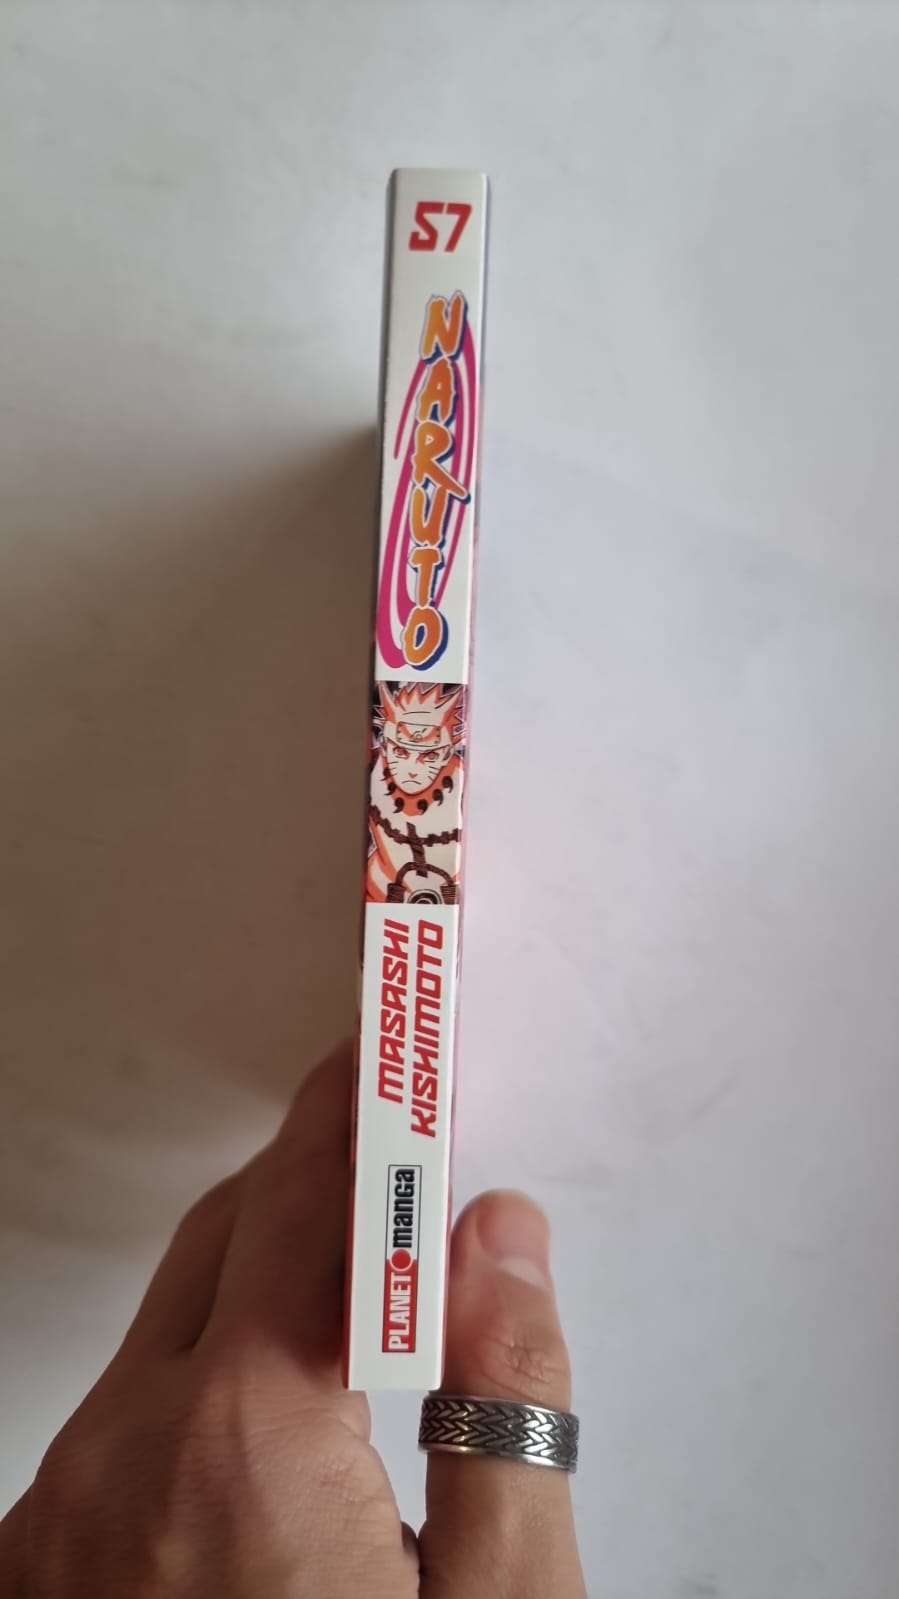 57
NARUTO
MASASHI
KISHIMOTO
PLANET manga